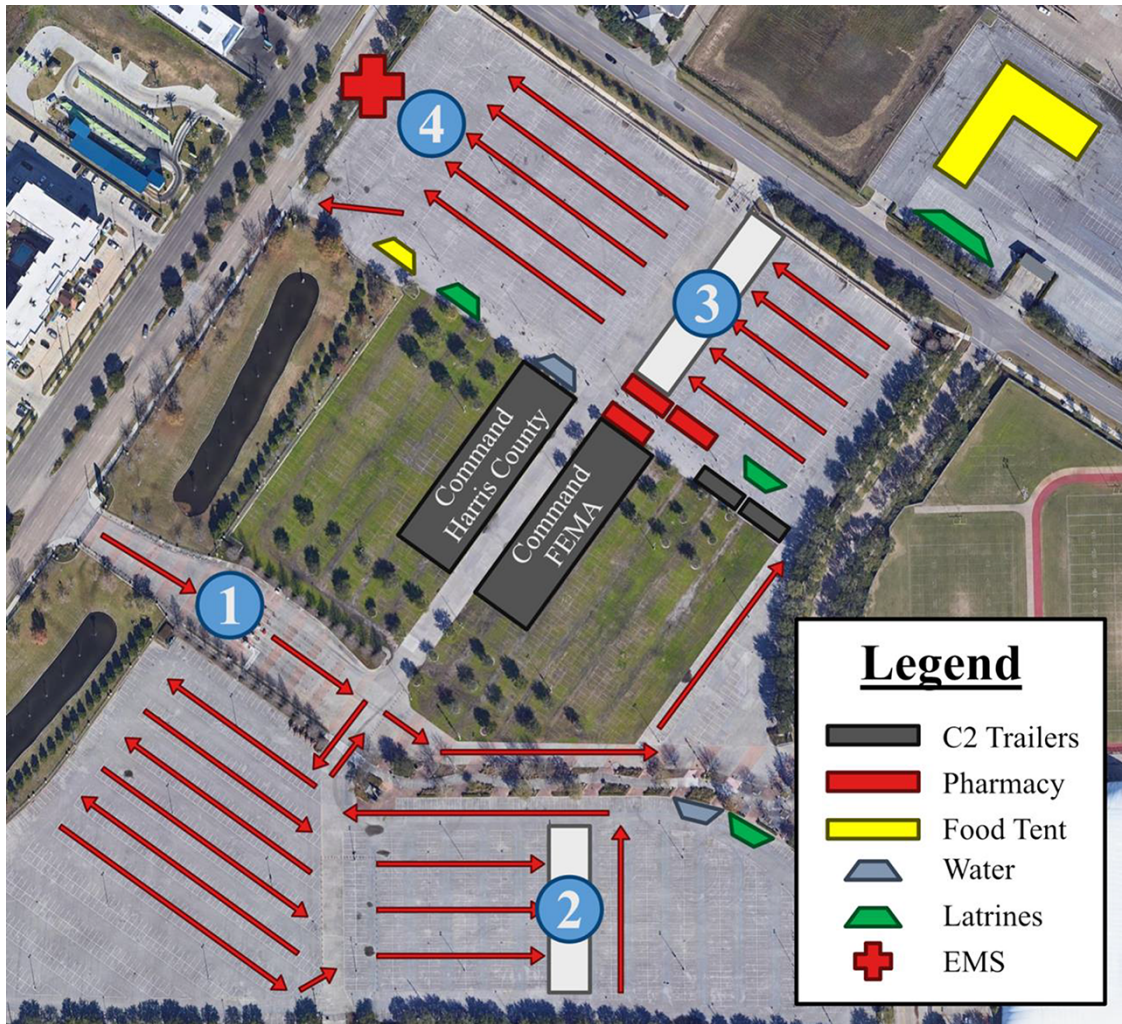 4
3
Command
Harris County
Command
FEMA
1
2
Legend
C2 Trailers
Pharmacy
Food Tent
Water
Latrines
EMS